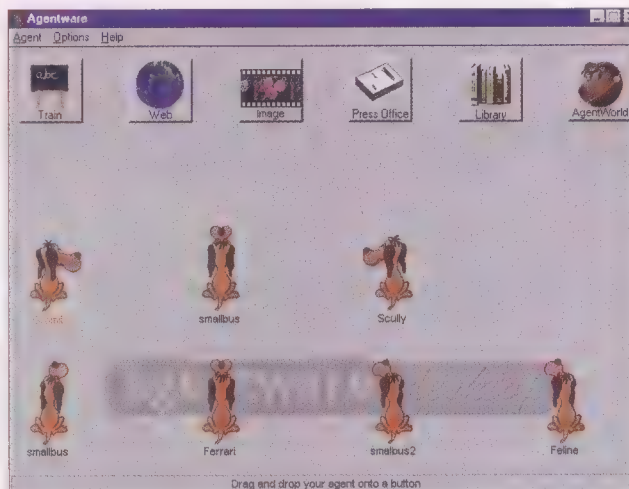 Agentware
Agent Options Help
abc
Train
Web
Image
Press Office
Library
AgentWorld
smallbus
Scully
smallbus
Ferrari
smallbus2
Feline
Drag and drop your agent onto a button